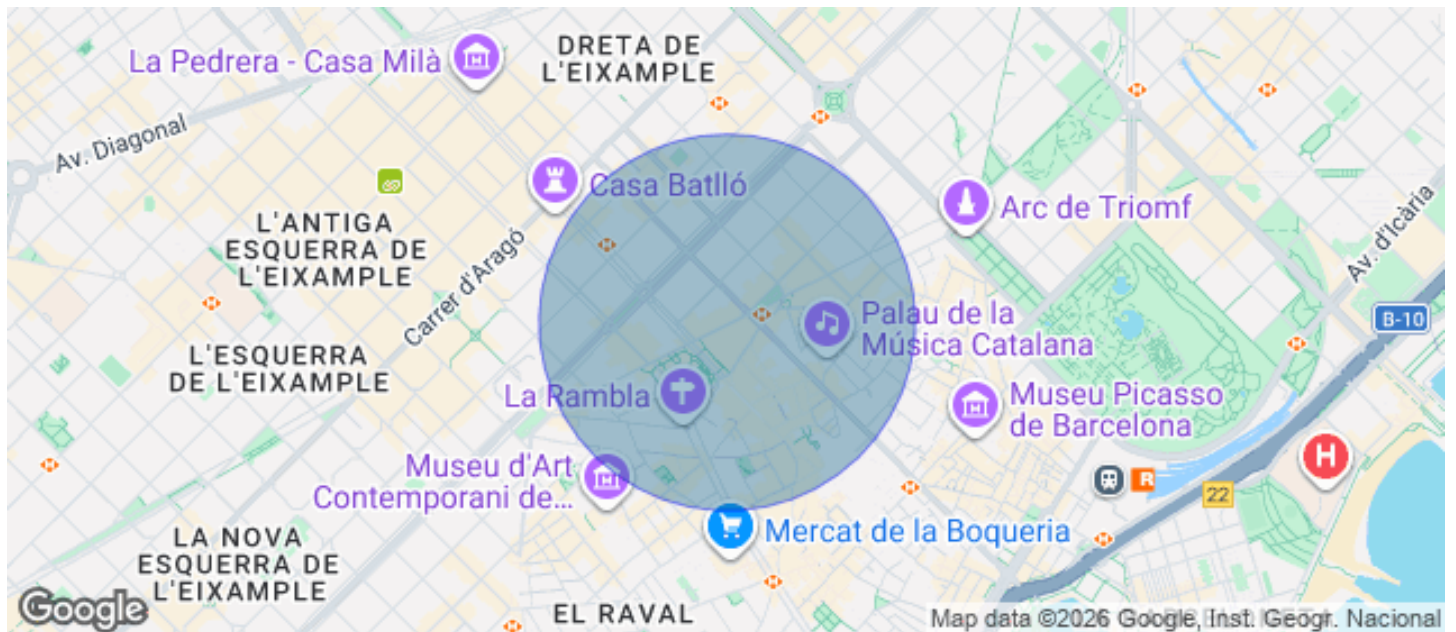 DRETA DE
L'EIXAMPLE
La Pedrera - Casa Milà
Av. Diagonal
Casa Batlló
Arc de Triomf
L'ANTIGA
ESQUERRA DE
L'EIXAMPLE
Carrer d'Aragó
Av. d'Icària
B-10
Palau de la
Música Catalana
L'ESQUERRA
DE L'EIXAMPLE
La Rambla
Museu Picasso
de Barcelona
Museu d'Art
Contemporani de...
H
R
22
Mercat de la Boqueria
LA NOVA
ESQUERRA DE
L'EIXAMPLE
EL RAVAL
Google
Map data ©2026 Google, Inst. Geogr. Nacional